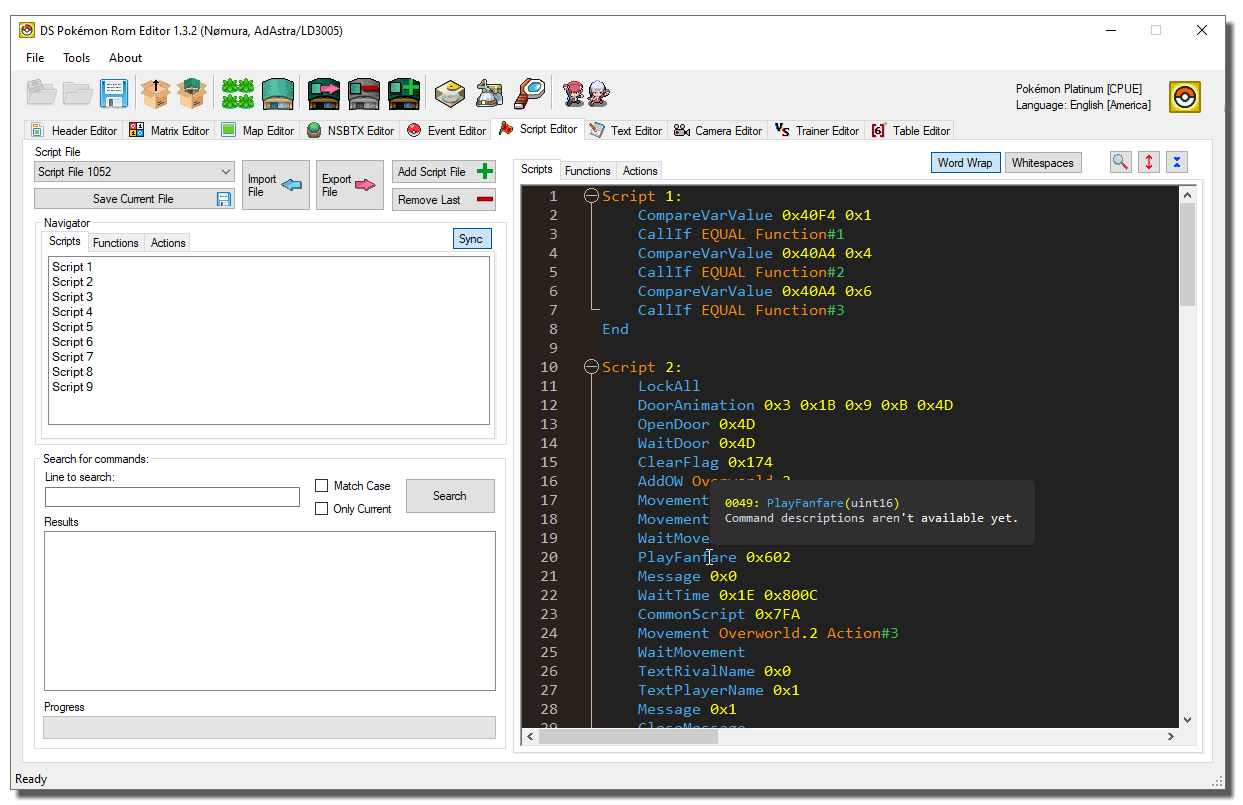 DS Pokémon Rom Editor 1.3.2 (Nømura, AdAstra/LD3005)
File Tools About
Pokémon Platinum [CPUE]
Language: English [America]
Header Editor Matrix Editor Map Editor NSBTX Editor Event Editor Script Editor Text Editor Camera Editor Trainer Editor Table Editor
Script File
Script File 1052
Save Current File
Import File
Export File
Add Script File
Remove Last
Navigator
Scripts Functions Actions
Sync
Script 1
Script 2
Script 3
Script 4
Script 5
Script 6
Script 7
Script 8
Script 9
Search for commands:
Line to search:
Match Case
Only Current
Search
Results
Progress
Scripts Functions Actions
Word Wrap Whitespaces
1 Script 1:
2 CompareVarValue 0x40F4 0x1
3 CallIf EQUAL Function#1
4 CompareVarValue 0x40A4 0x4
5 CallIf EQUAL Function#2
6 CompareVarValue 0x40A4 0x6
7 CallIf EQUAL Function#3
8 End
9
10 Script 2:
11 LockAll
12 DoorAnimation 0x3 0x1B 0x9 0xB 0x4D
13 OpenDoor 0x4D
14 WaitDoor 0x4D
15 ClearFlag 0x174
16 AddOW Overworld.2
17 Movement
18 Movement
19 WaitMove
0049: PlayFanfare(uint16)
Command descriptions aren't available yet.
20 PlayFanfare 0x602
21 Message 0x0
22 WaitTime 0x1E 0x800C
23 CommonScript 0x7FA
24 Movement Overworld.2 Action#3
25 WaitMovement
26 TextRivalName 0x0
27 TextPlayerName 0x1
28 Message 0x1
29 CloseMessage
Ready